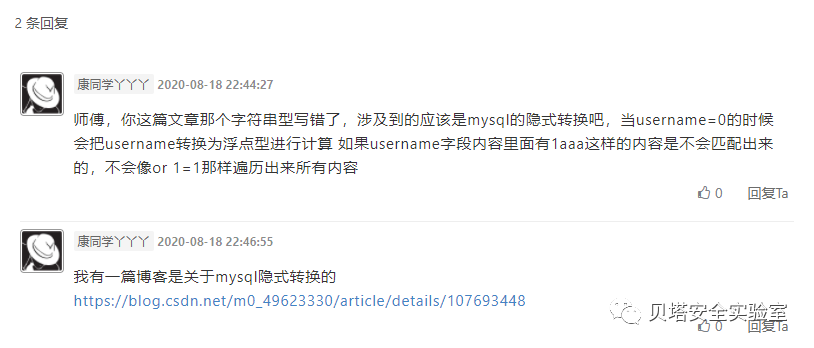 2 条回复
康同学丫丫丫 2020-08-18 22:44:27
师傅，你这篇文章那个字符串型写错了，涉及到的应该是mysql的隐式转换吧，当username=0的时候
会把username转换为浮点型进行计算 如果username字段内容里面有1aaa这样的内容是不会匹配出来
的，不会像or 1=1那样遍历出来所有内容
0 回复Ta
康同学丫丫丫 2020-08-18 22:46:55
我有一篇博客是关于mysql隐式转换的
https://blog.csdn.net/m0_49623330/article/details/107693448
贝塔安全实验室
0 回复Ta